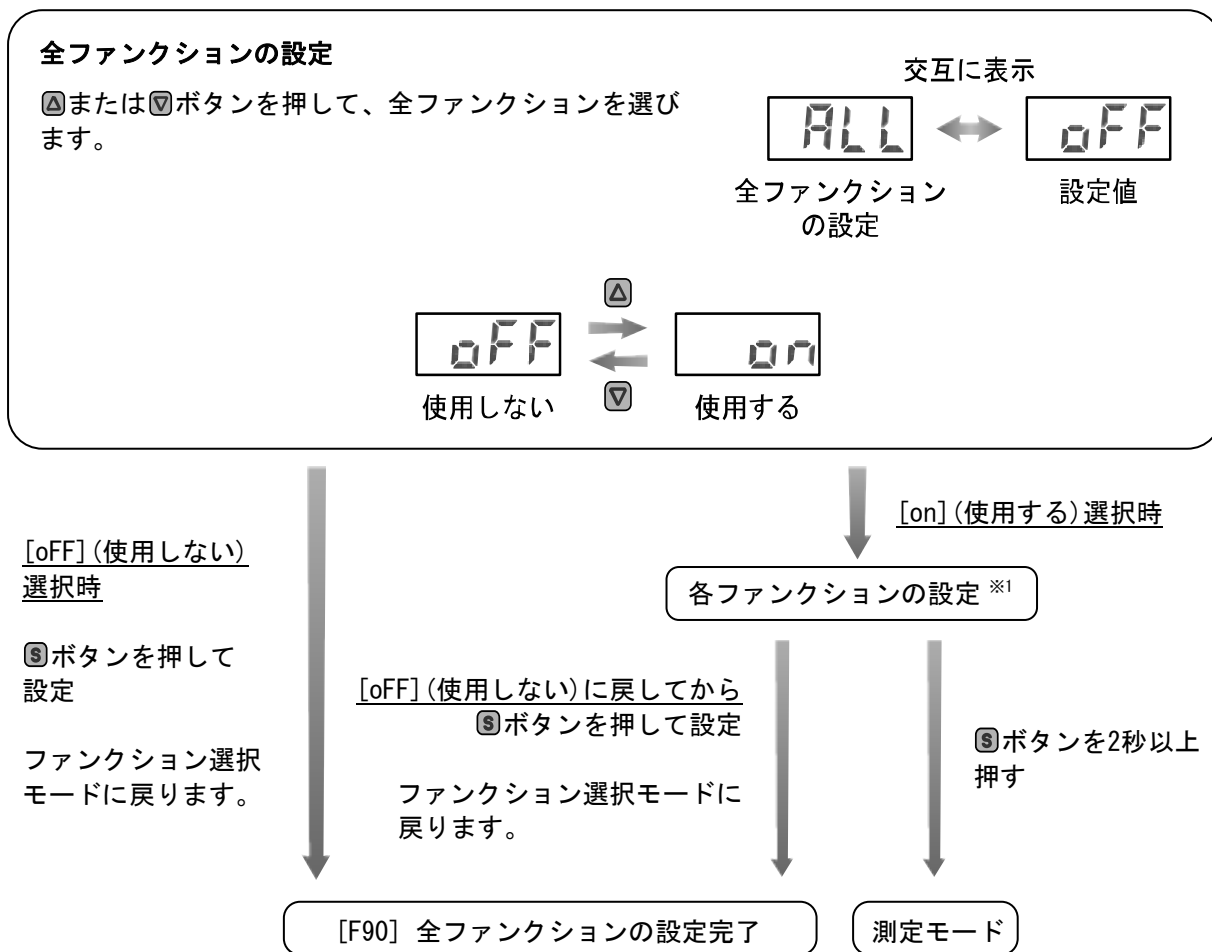 全ファンクションの設定
△または▽ボタンを押して、全ファンクションを選び
ます。
交互に表示
ALL
oFF
全ファンクション
の設定
設定値
△
oFF
on
▽
使用しない
使用する
[on](使用する)選択時
[oFF](使用しない)
選択時
各ファンクションの設定 ※1
Sボタンを押して
設定
[oFF](使用しない)に戻してから
Sボタンを押して設定
Sボタンを2秒以上
押す
ファンクション選択
モードに戻ります。
ファンクション選択モードに
戻ります。
[F90] 全ファンクションの設定完了
測定モード